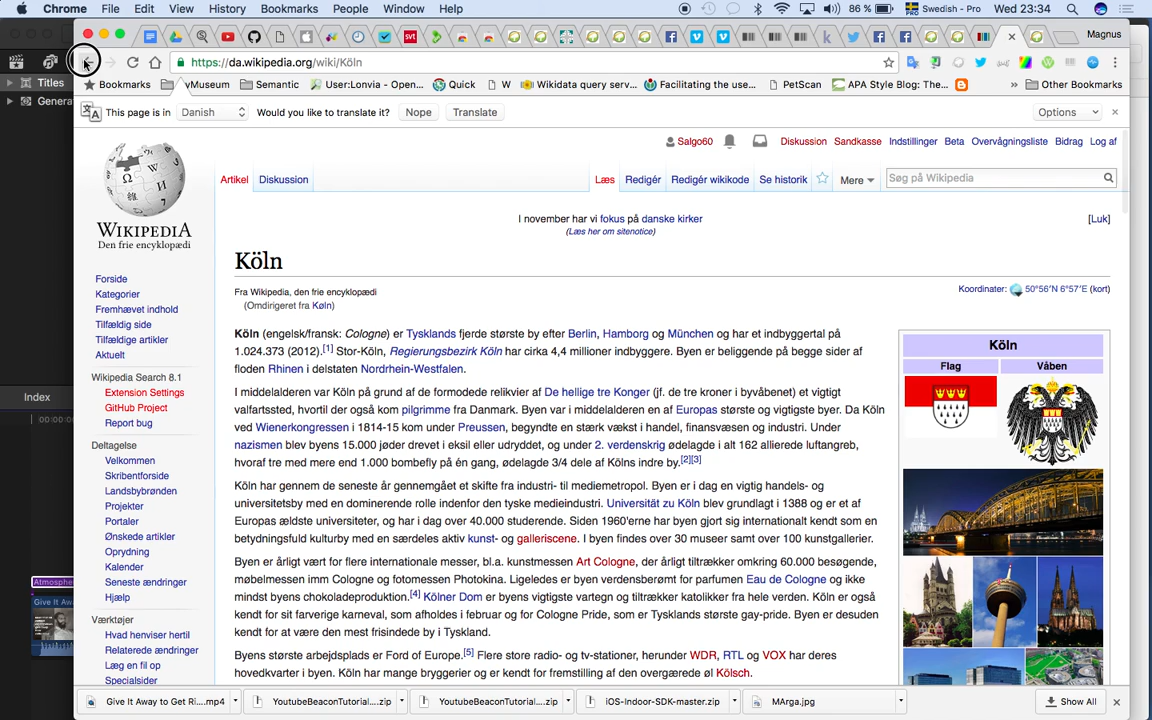 Chrome File Edit View History Bookmarks People Window Help
86 % Swedish - Pro Wed 23:34
Magnus
https://da.wikipedia.org/wiki/Köln
Bookmarks yMuseum Semantic User:Lonvia - Open... Quick W Wikidata query serv... Facilitating the use... PetScan APA Style Blog: The... » Other Bookmarks
This page is in Danish Would you like to translate it? Nope Translate Options
Titles
Genera
Index
00:00
Atmosphe
Give It Away
Salgo60 Diskussion Sandkasse Indstillinger Beta Overvågningsliste Bidrag Log af
Artikel Diskussion Læs Redigér Redigér wikikode Se historik Mere Søg på Wikipedia
WIKIPEDIA
Den frie encyklopædi
Forside
Kategorier
Fremhævet indhold
Tilfældig side
Tilfældige artikler
Aktuelt
Wikipedia Search 8.1
Extension Settings
GitHub Project
Report bug
Deltagelse
Velkommen
Skribentforside
Landsbybrønden
Projekter
Portaler
Ønskede artikler
Oprydning
Kalender
Seneste ændringer
Hjælp
Værktøjer
Hvad henviser hertil
Relaterede ændringer
Læg en fil op
Specialsider
I november har vi fokus på danske kirker [Luk]
(Læs her om sitenotice)
Köln
Fra Wikipedia, den frie encyklopædi
Koordinater: 50°56′N 6°57′E (kort)
(Omdirigeret fra Køln)
Köln (engelsk/fransk: Cologne) er Tysklands fjerde største by efter Berlin, Hamborg og München og har et indbyggertal på
1.024.373 (2012).[1] Stor-Köln, Regierungsbezirk Köln har cirka 4,4 millioner indbyggere. Byen er beliggende på begge sider af
floden Rhinen i delstaten Nordrhein-Westfalen.
I middelalderen var Köln på grund af de formodede relikvier af De hellige tre Konger (jf. de tre kroner i byvåbenet) et vigtigt
valfartssted, hvortil der også kom pilgrimme fra Danmark. Byen var i middelalderen en af Europas største og vigtigste byer. Da Köln
ved Wienerkongressen i 1814-15 kom under Preussen, begyndte en stærk vækst i handel, finansvæsen og industri. Under
nazismen blev byens 15.000 jøder drevet i eksil eller udryddet, og under 2. verdenskrig ødelagde i alt 162 allierede luftangreb,
hvoraf tre med mere end 1.000 bombefly på én gang, ødelagde 3/4 dele af Kölns indre by.[2][3]
Köln har gennem de seneste år gennemgået et skifte fra industri- til mediemetropol. Byen er i dag en vigtig handels- og
universitetsby med en dominerende rolle indenfor den tyske medieindustri. Universität zu Köln blev grundlagt i 1388 og er et af
Europas ældste universiteter, og har i dag over 40.000 studerende. Siden 1960'erne har byen gjort sig internationalt kendt som en
betydningsfuld kulturby med en særdeles aktiv kunst- og galleriscene. I byen findes over 30 museer samt over 100 kunstgallerier.
Byen er årligt vært for flere internationale messer, bl.a. kunstmessen Art Cologne, der årligt tiltrækker omkring 60.000 besøgende,
møbelmessen imm Cologne og fotomessen Photokina. Ligeledes er byen verdensberømt for parfumen Eau de Cologne og ikke
mindst byens chokoladeproduktion.[4] Kölner Dom er byens vigtigste vartegn og tiltrækker katolikker fra hele verden. Köln er også
kendt for sit farverige karneval, som afholdes i februar og for Cologne Pride, som er Tysklands største gay-pride. Byen er desuden
kendt for at være den mest frisindede by i Tyskland.
Byens største arbejdsplads er Ford of Europe.[5] Flere store radio- og tv-stationer, herunder WDR, RTL og VOX har deres
hovedkvarter i byen. Köln har mange bryggerier og er kendt for fremstilling af den overgærede øl Kölsch.
Köln
Flag Våben
Give It Away to Get Ri....mp4 YoutubeBeaconTutorial....zip YoutubeBeaconTutorial....zip iOS-Indoor-SDK-master.zip MArga.jpg Show All